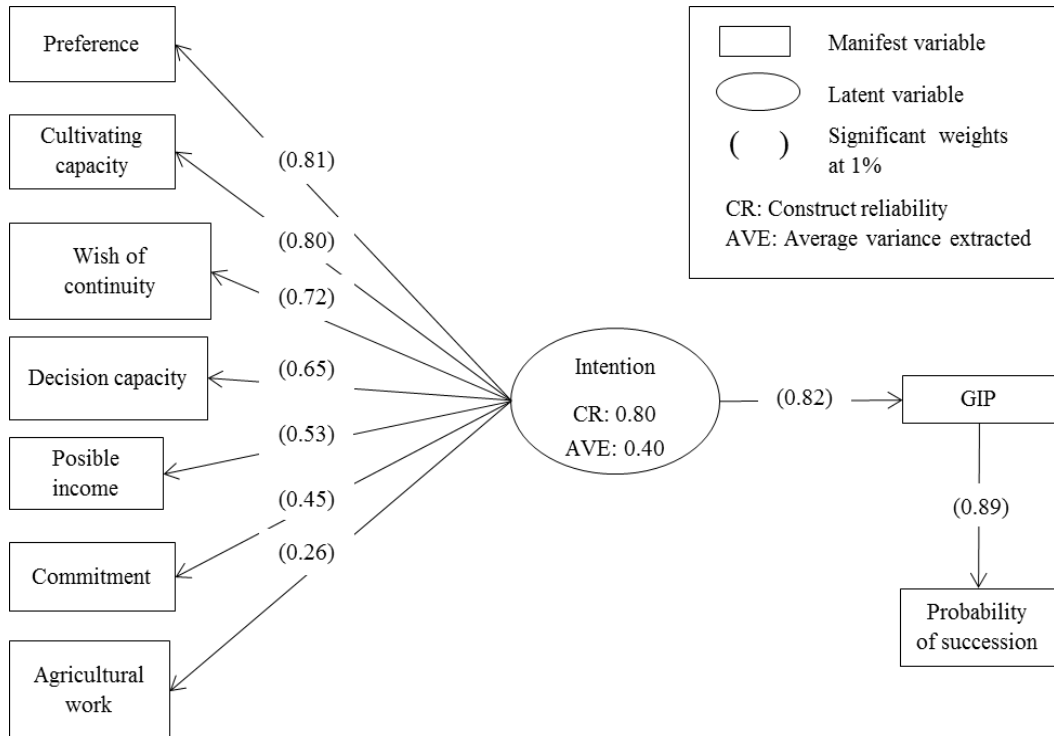 Preference
Cultivating
capacity
Wish of
continuity
Decision capacity
Posible
income
Commitment
Agricultural
work
(0.81)
(0.80)
(0.72)
(0.65)
(0.53)
(0.45)
(0.26)
Intention
CR: 0.80
AVE: 0.40
(0.82)
GIP
(0.89)
Probability
of succession
Manifest variable
Latent variable
( ) Significant weights
at 1%
CR: Construct reliability
AVE: Average variance extracted